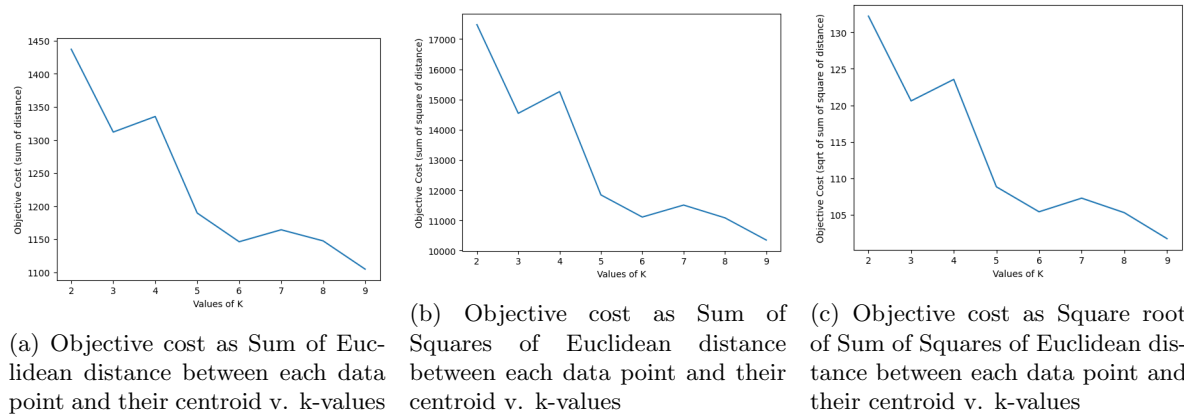 1450
1400
1350
1300
1250
1200
1150
1100
Objective Cost (sum of distance)
2 3 4 5 6 7 8 9
Values of K
(a) Objective cost as Sum of Euc-
lidean distance between each data
point and their centroid v. k-values
17000
16000
15000
14000
13000
12000
11000
10000
Objective Cost (sum of square of distance)
2 3 4 5 6 7 8 9
Values of K
(b) Objective cost as Sum of
Squares of Euclidean distance
between each data point and their
centroid v. k-values
130
125
120
115
110
105
Objective Cost (sqrt of sum of square of distance)
2 3 4 5 6 7 8 9
Values of K
(c) Objective cost as Square root
of Sum of Squares of Euclidean dis-
tance between each data point and
their centroid v. k-values